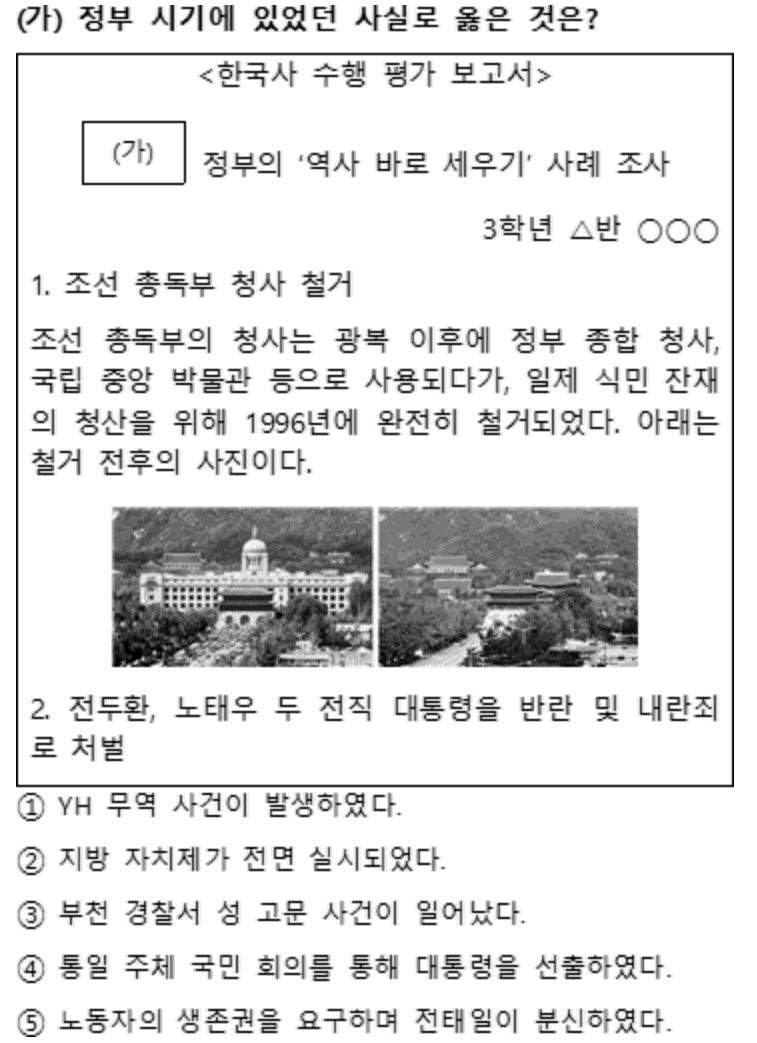 (가) 정부 시기에 있었던 사실로 옳은 것은?
<한국사 수행 평가 보고서>
(가) 정부의 '역사 바로 세우기' 사례 조사
3학년 △반 ○○○
1. 조선 총독부 청사 철거
조선 총독부의 청사는 광복 이후에 정부 종합 청사,
국립 중앙 박물관 등으로 사용되다가, 일제 식민 잔재
의 청산을 위해 1996년에 완전히 철거되었다. 아래는
철거 전후의 사진이다.
2. 전두환, 노태우 두 전직 대통령을 반란 및 내란죄
로 처벌
① YH 무역 사건이 발생하였다.
② 지방 자치제가 전면 실시되었다.
③ 부천 경찰서 성 고문 사건이 일어났다.
④ 통일 주체 국민 회의를 통해 대통령을 선출하였다.
⑤ 노동자의 생존권을 요구하며 전태일이 분신하였다.